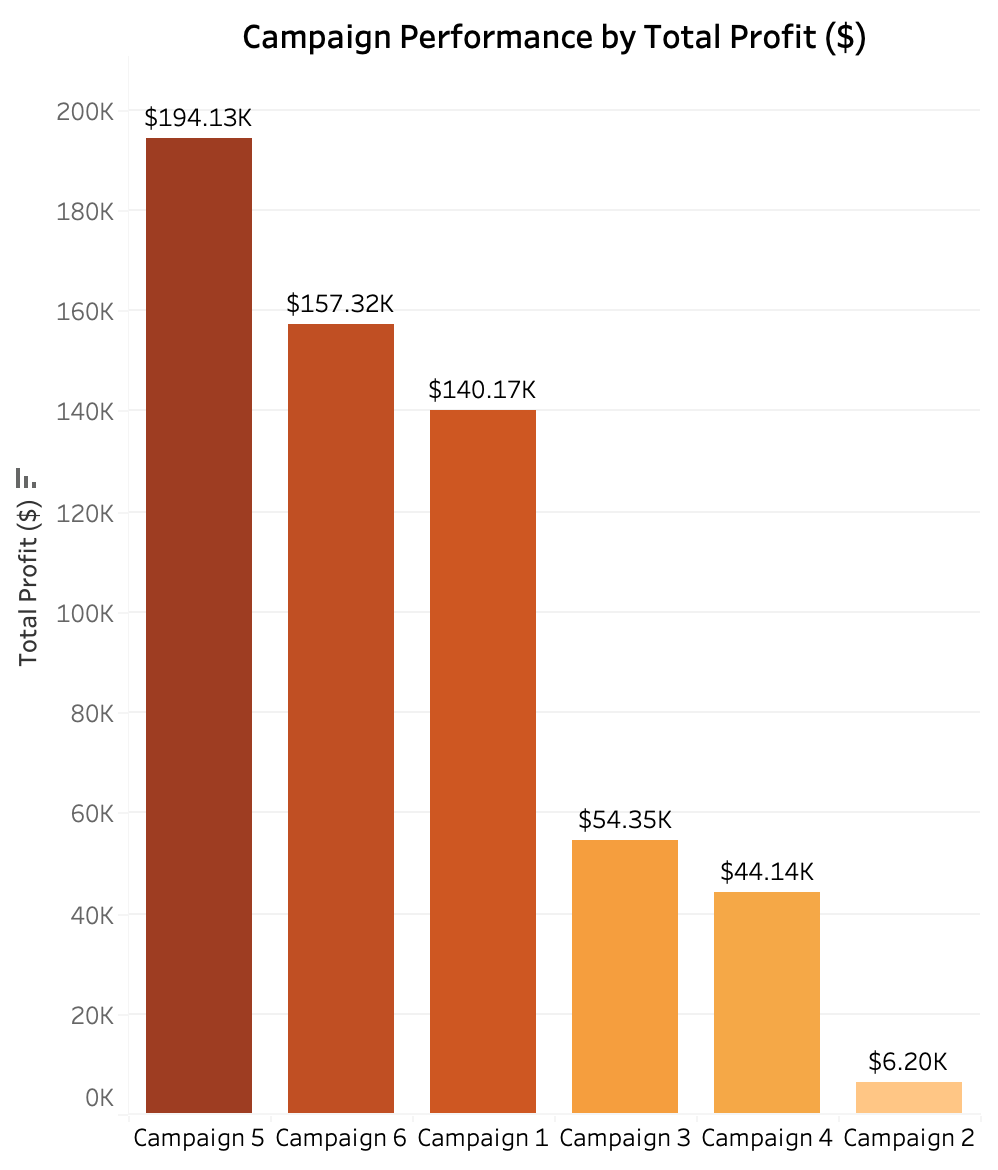 Campaign Performance by Total Profit ($)
Total Profit ($)
200K
180K
160K
140K
120K
100K
80K
60K
40K
20K
0K
$194.13K
$157.32K
$140.17K
$54.35K
$44.14K
$6.20K
Campaign 5 Campaign 6 Campaign 1 Campaign 3 Campaign 4 Campaign 2